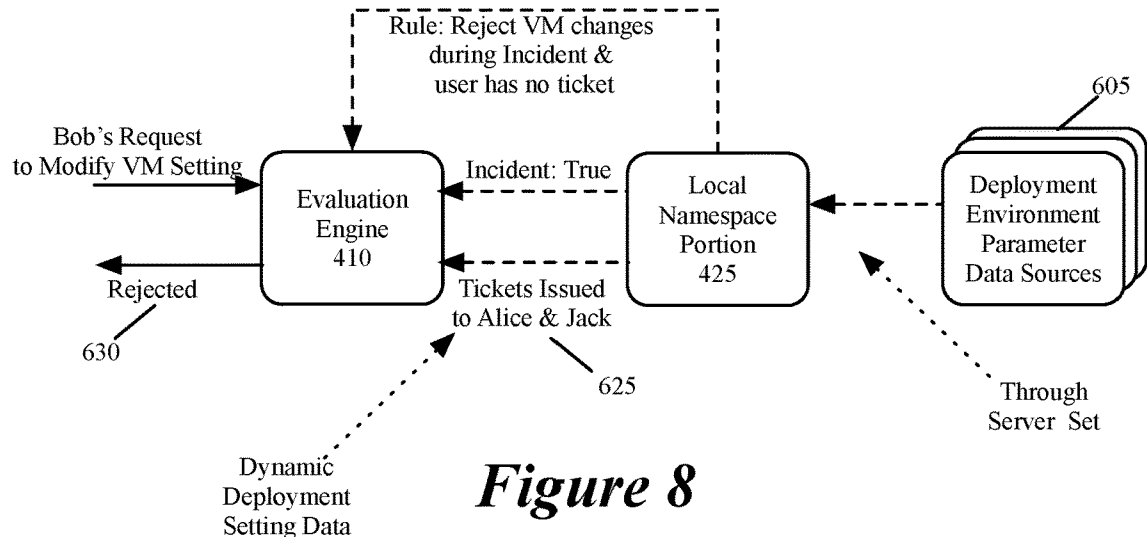 Rule: Reject VM changes
during Incident &
user has no ticket
605
Bob's Request
to Modify VM Setting
Evaluation
Engine
410
Incident: True
Local
Namespace
Portion
425
Deployment
Environment
Parameter
Data Sources
Rejected
630
Tickets Issued
to Alice & Jack
625
Through
Server Set
Dynamic
Deployment
Setting Data
Figure 8